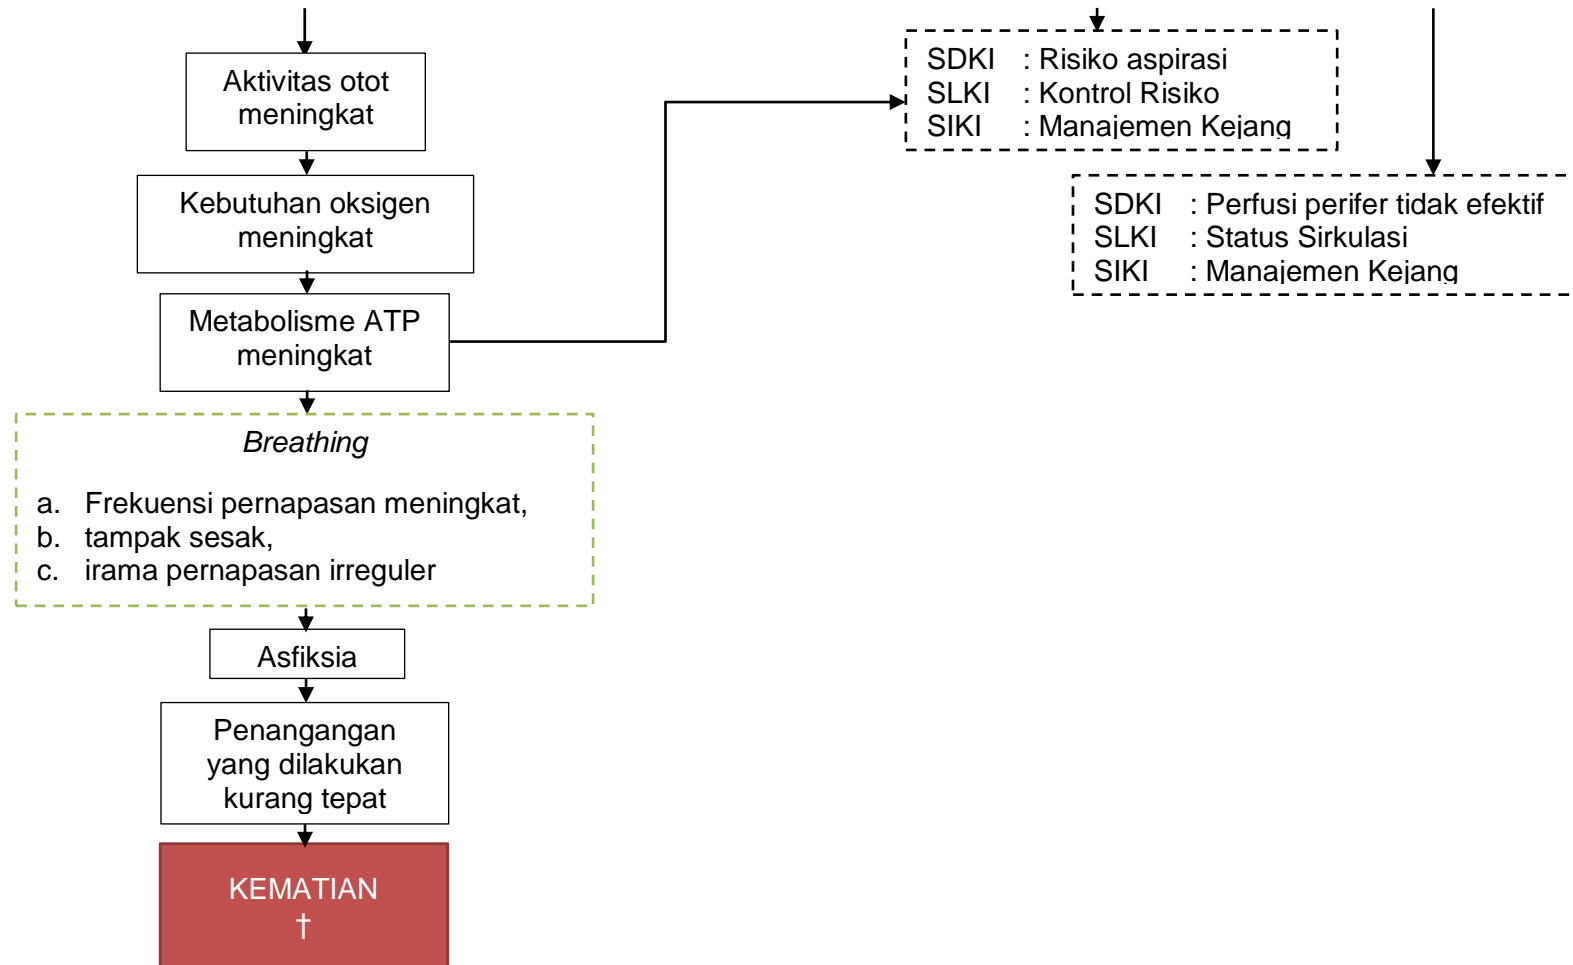 Aktivitas otot
meningkat
Kebutuhan oksigen
meningkat
Metabolisme ATP
meningkat
Breathing
a. Frekuensi pernapasan meningkat,
b. tampak sesak,
c. irama pernapasan irreguler
Asfiksia
Penangangan
yang dilakukan
kurang tepat
KEMATIAN
†
SDKI : Risiko aspirasi
SLKI : Kontrol Risiko
SIKI : Manajemen Kejang
SDKI : Perfusi perifer tidak efektif
SLKI : Status Sirkulasi
SIKI : Manajemen Kejang